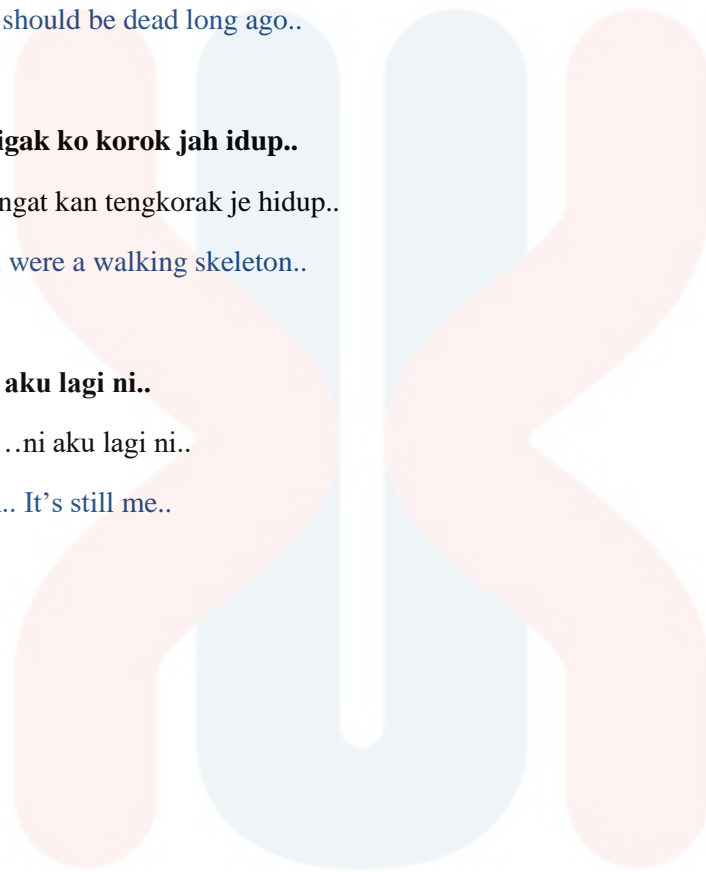 should be dead long ago..
igak ko korok jah idup..
ngat kan tengkorak je hidup..
were a walking skeleton..
aku lagi ni..
…ni aku lagi ni..
.. It’s still me..